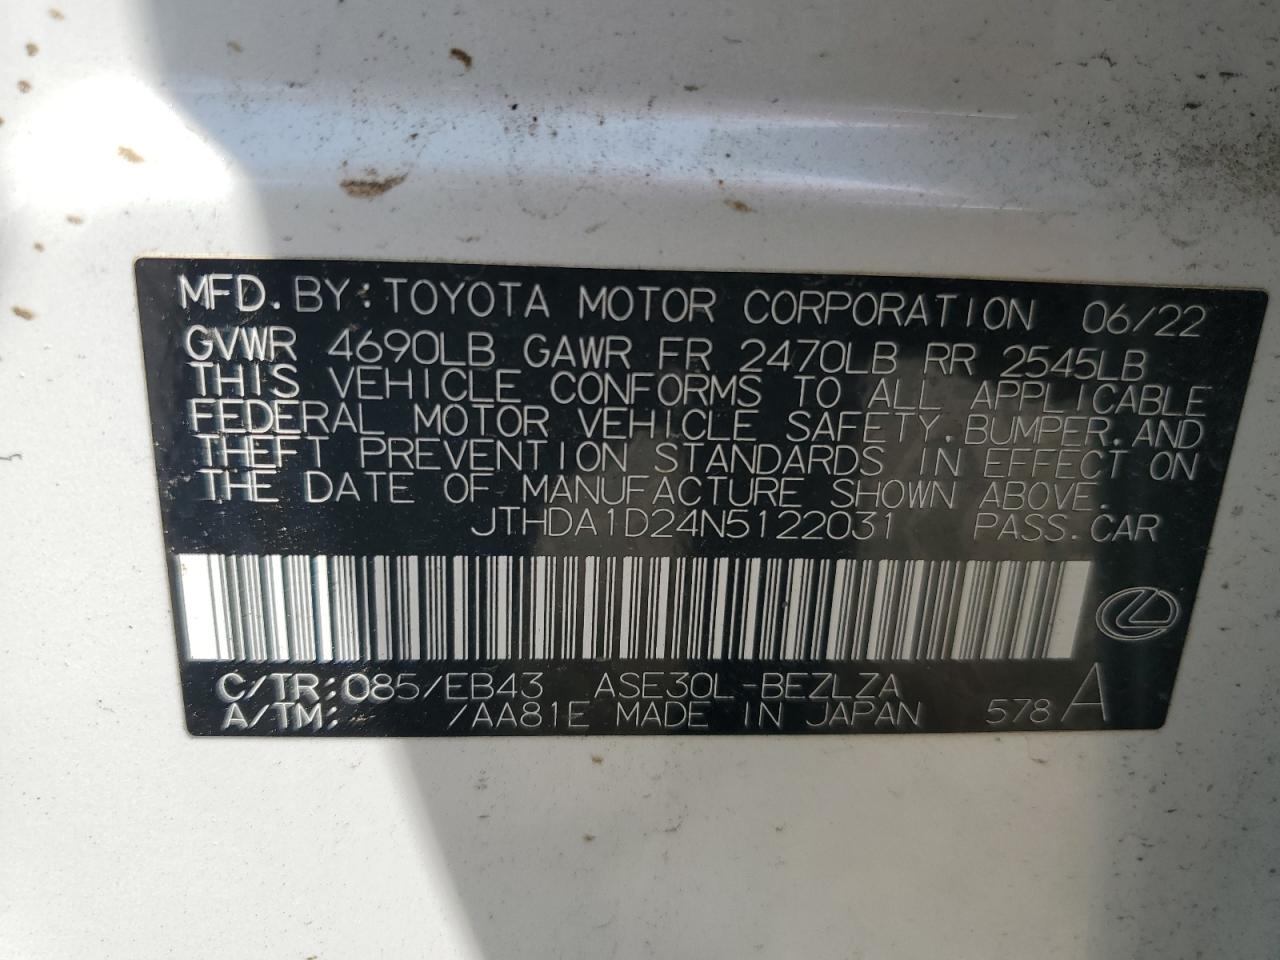 MFD. BY: TOYOTA MOTOR CORPORATION 06/22
GVWR 4690LB GAWR FR 2470LB RR 2545LB
THIS VEHICLE CONFORMS TO ALL APPLICABLE
FEDERAL MOTOR VEHICLE SAFETY, BUMPER, AND
THEFT PREVENTION STANDARDS IN EFFECT ON
THE DATE OF MANUFACTURE SHOWN ABOVE.
JTHDA1D24N5122031 PASS. CAR
C/TR: 085/EB43 ASE30L-BEZLZA
A/TM: /AA81E MADE IN JAPAN 578 A